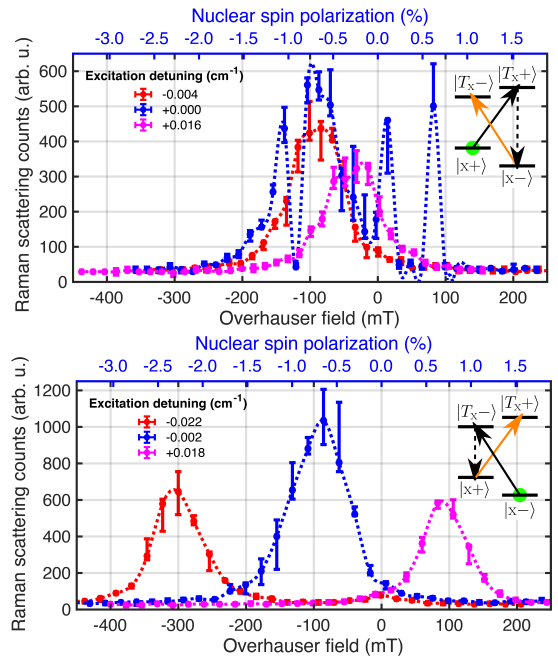 Nuclear spin polarization (%)
-3.0 -2.5 -2.0 -1.5 -1.0 -0.5 0.0 0.5 1.0 1.5
Raman scattering counts (arb. u.)
600
500
400
300
200
100
0
Excitation detuning (cm⁻¹)
-0.004
+0.000
+0.016
|Tₓ−⟩ |Tₓ+⟩
|x+⟩ |x−⟩
-400 -300 -200 -100 0 100 200
Overhauser field (mT)
Nuclear spin polarization (%)
-3.0 -2.5 -2.0 -1.5 -1.0 -0.5 0.0 0.5 1.0 1.5
Raman scattering counts (arb. u.)
1200
1000
800
600
400
200
0
Excitation detuning (cm⁻¹)
-0.022
-0.002
+0.018
|Tₓ−⟩ |Tₓ+⟩
|x+⟩ |x−⟩
-400 -300 -200 -100 0 100 200
Overhauser field (mT)